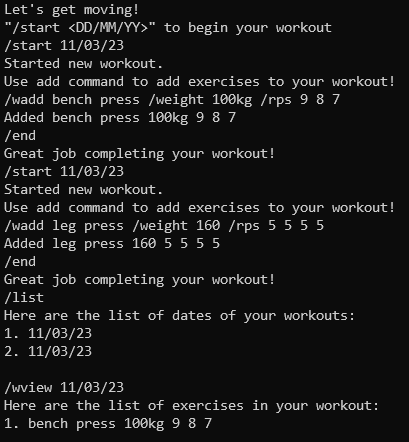 Let's get moving!
"/start <DD/MM/YY>" to begin your workout
/start 11/03/23
Started new workout.
Use add command to add exercises to your workout!
/wadd bench press /weight 100kg /rps 9 8 7
Added bench press 100kg 9 8 7
/end
Great job completing your workout!
/start 11/03/23
Started new workout.
Use add command to add exercises to your workout!
/wadd leg press /weight 160 /rps 5 5 5 5
Added leg press 160 5 5 5 5
/end
Great job completing your workout!
/list
Here are the list of dates of your workouts:
1. 11/03/23
2. 11/03/23
/wview 11/03/23
Here are the list of exercises in your workout:
1. bench press 100kg 9 8 7